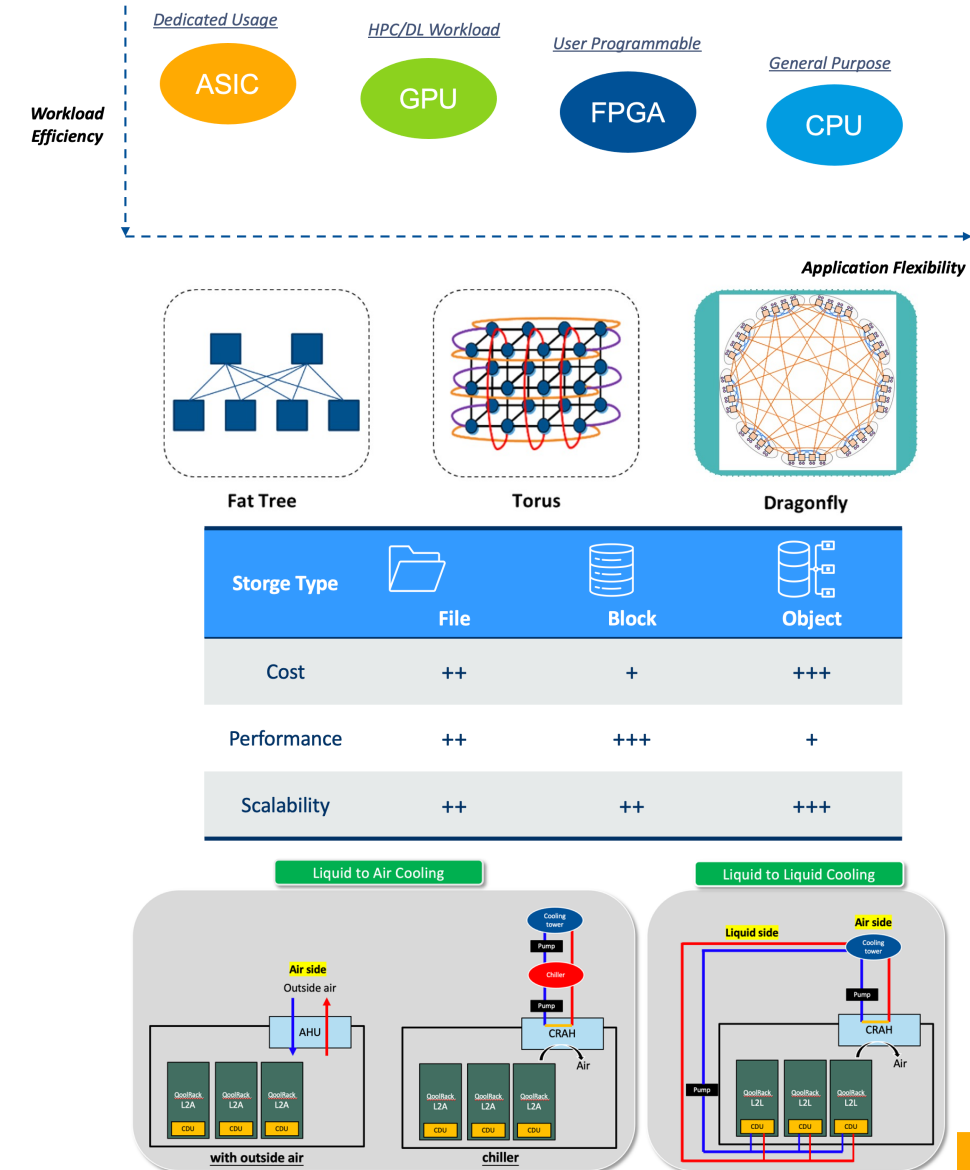 Dedicated Usage
HPC/DL Workload
User Programmable
General Purpose
ASIC
GPU
FPGA
CPU
Workload
Efficiency
Application Flexibility
Fat Tree
Torus
Dragonfly
Storge Type
File
Block
Object
Cost
++
+
+++
Performance
++
+++
+
Scalability
++
++
+++
Liquid to Air Cooling
Air side
Outside air
AHU
QoolRack
L2A
CDU
QoolRack
L2A
CDU
QoolRack
L2A
CDU
with outside air
Cooling
tower
Pump
Chiller
Pump
CRAH
Air
QoolRack
L2A
CDU
QoolRack
L2A
CDU
QoolRack
L2A
CDU
chiller
Liquid to Liquid Cooling
Liquid side
Air side
Cooling
tower
Pump
CRAH
Air
Pump
QoolRack
L2L
CDU
QoolRack
L2L
CDU
QoolRack
L2L
CDU